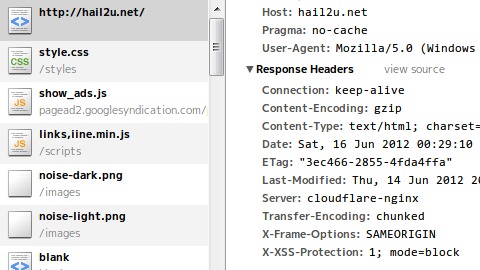 http://hail2u.net/
style.css
/styles
show_ads.js
pagead2.googlesyndication.com/
links,iine.min.js
/scripts
noise-dark.png
/images
noise-light.png
/images
blank
Host: hail2u.net
Pragma: no-cache
User-Agent: Mozilla/5.0 (Windows
▼Response Headers view source
Connection: keep-alive
Content-Encoding: gzip
Content-Type: text/html; charset=
Date: Sat, 16 Jun 2012 00:29:10
ETag: "3ec466-2855-4fda4ffa"
Last-Modified: Thu, 14 Jun 2012 20
Server: cloudflare-nginx
Transfer-Encoding: chunked
X-Frame-Options: SAMEORIGIN
X-XSS-Protection: 1; mode=block